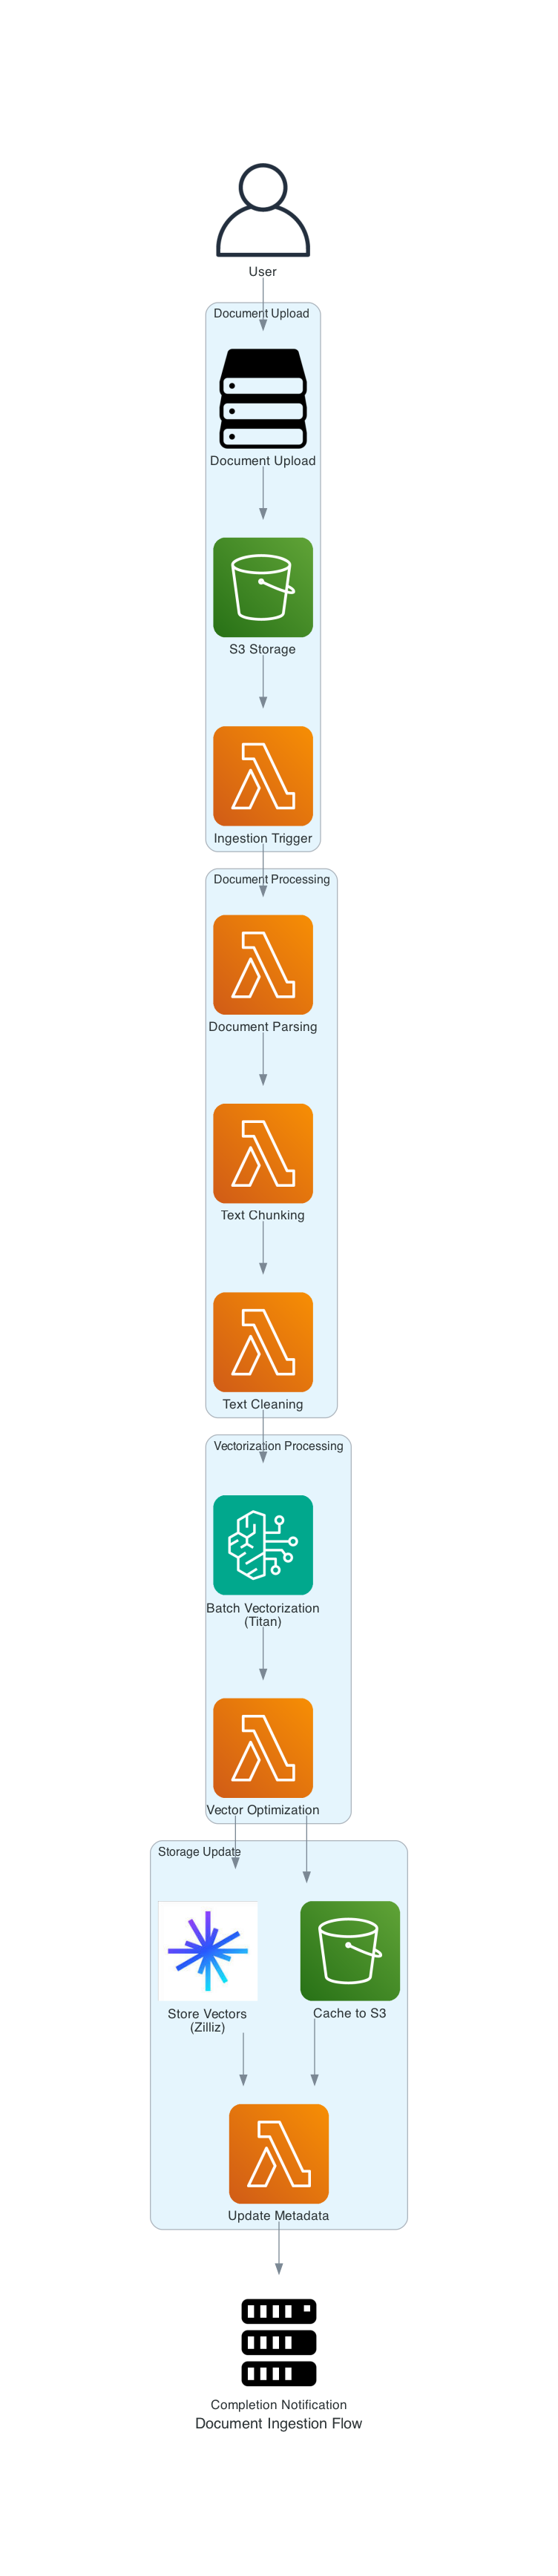 User
Document Upload
Document Upload
S3 Storage
Ingestion Trigger
Document Processing
Document Parsing
Text Chunking
Text Cleaning
Vectorization Processing
Batch Vectorization
(Titan)
Vector Optimization
Storage Update
Store Vectors
(Zilliz)
Cache to S3
Update Metadata
Completion Notification
Document Ingestion Flow